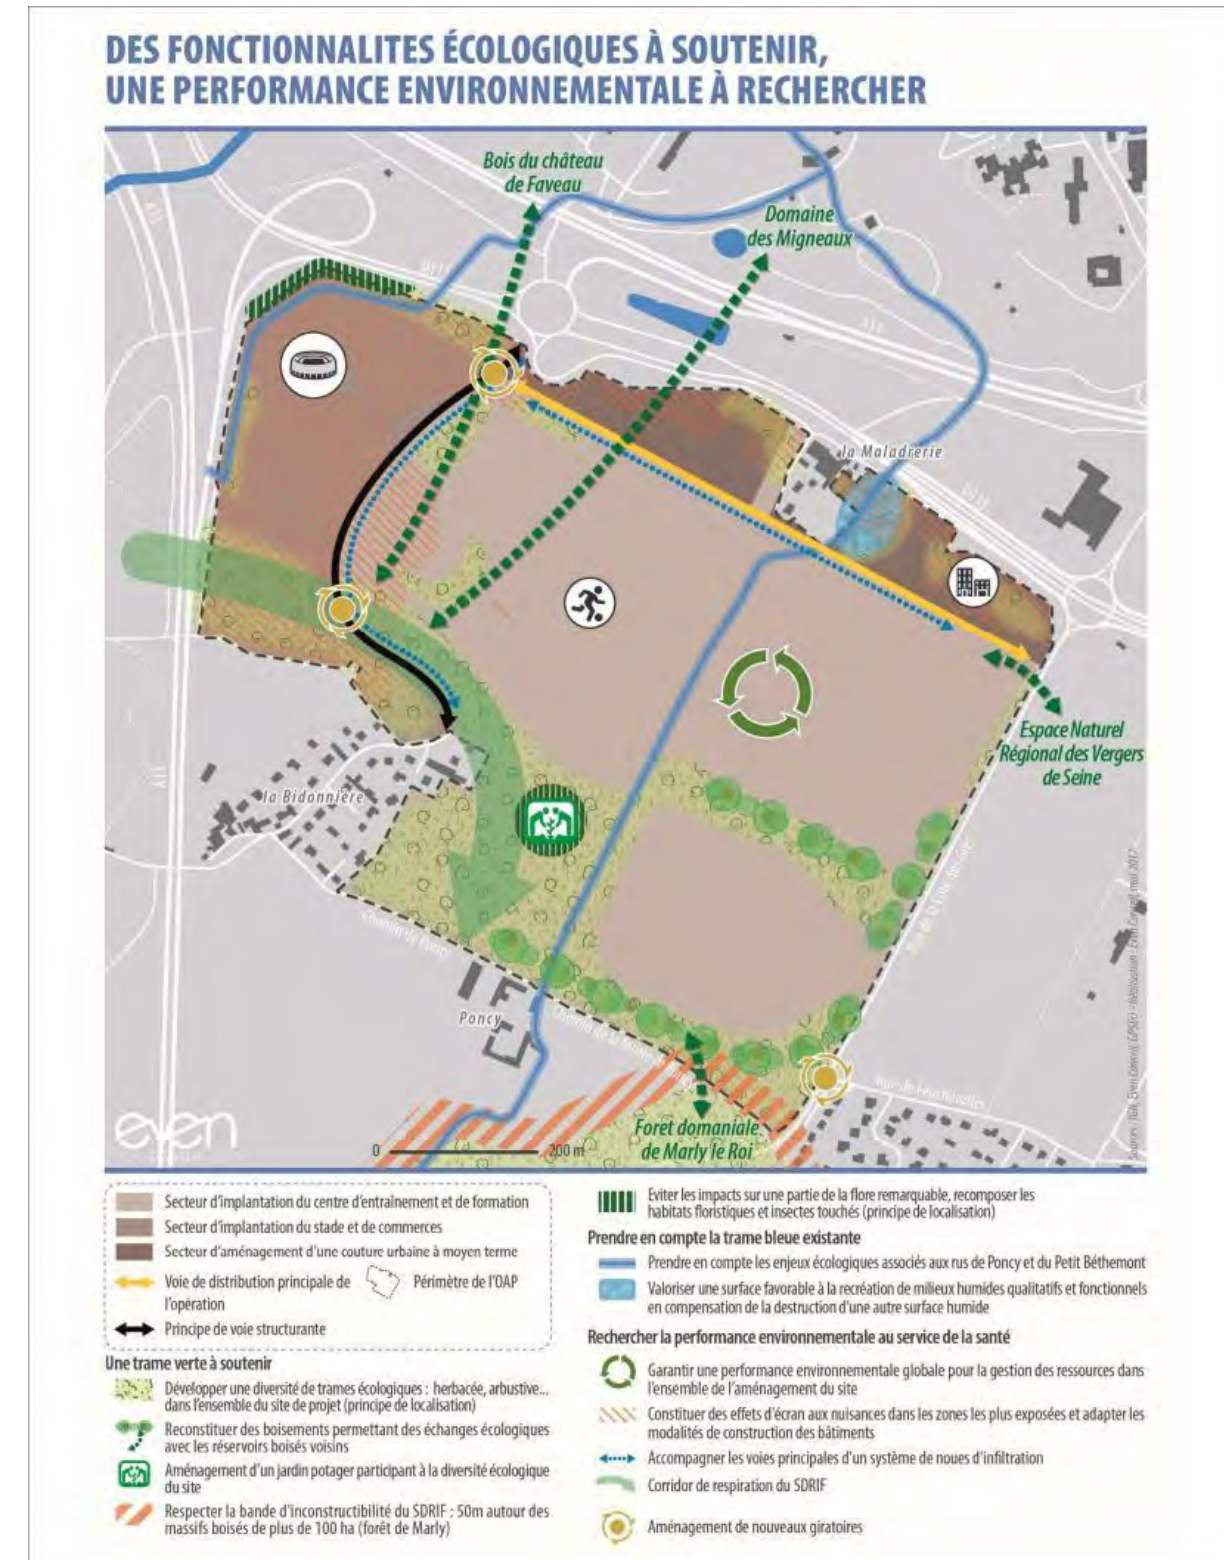 DES FONCTIONNALITES ÉCOLOGIQUES À SOUTENIR,
UNE PERFORMANCE ENVIRONNEMENTALE À RECHERCHER
Bois du château
de Faveau
Domaine
des Migneaux
la Maladrerie
Espace Naturel
Régional des Vergers
de Seine
la Bidonnière
Chemin de Poncy
Poncy
Rue de Feucherolles
Forêt domaniale
de Marly le Roi
even
0 200 m
Secteur d'implantation du centre d'entraînement et de formation
Secteur d'implantation du stade et de commerces
Secteur d'aménagement d'une couture urbaine à moyen terme
Voie de distribution principale de
l'opération
Périmètre de l'OAP
Principe de voie structurante
Une trame verte à soutenir
Développer une diversité de trames écologiques : herbacée, arbustive...
dans l'ensemble du site de projet (principe de localisation)
Reconstituer des boisements permettant des échanges écologiques
avec les réservoirs boisés voisins
Aménagement d'un jardin potager participant à la diversité écologique
du site
Respecter la bande d'inconstructibilité du SDRIF : 50m autour des
massifs boisés de plus de 100 ha (forêt de Marly)
Eviter les impacts sur une partie de la flore remarquable, recomposer les
habitats floristiques et insectes touchés (principe de localisation)
Prendre en compte la trame bleue existante
Prendre en compte les enjeux écologiques associés aux rus de Poncy et du Petit Béthemont
Valoriser une surface favorable à la recréation de milieux humides qualitatifs et fonctionnels
en compensation de la destruction d'une autre surface humide
Rechercher la performance environnementale au service de la santé
Garantir une performance environnementale globale pour la gestion des ressources dans
l'ensemble de l'aménagement du site
Constituer des effets d'écran aux nuisances dans les zones les plus exposées et adapter les
modalités de construction des bâtiments
Accompagner les voies principales d'un système de noues d'infiltration
Corridor de respiration du SDRIF
Aménagement de nouveaux giratoires